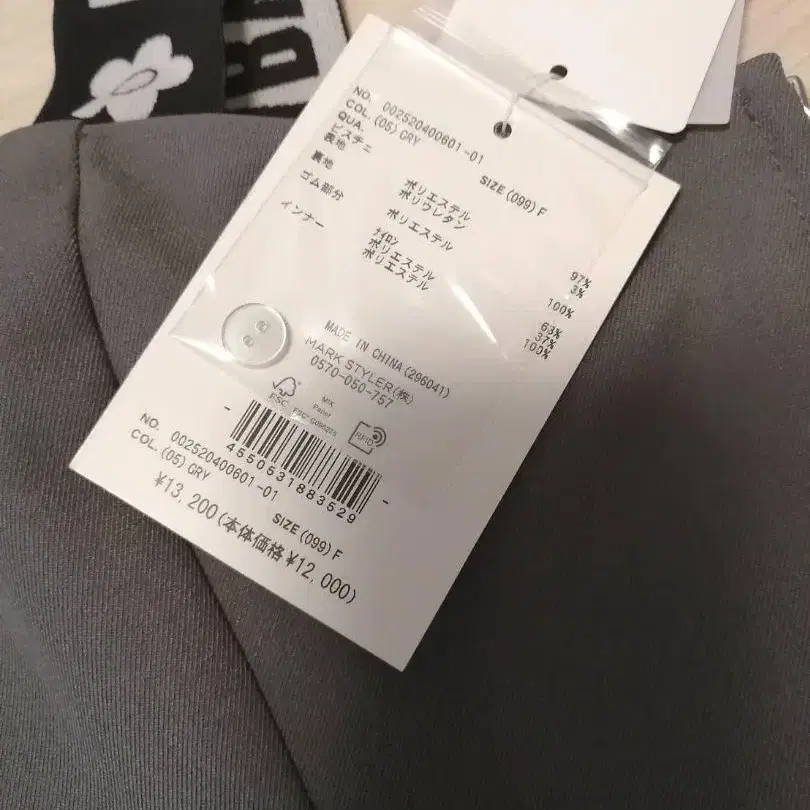 BA
NO. 002520400601-01
COL.(05) GRY SIZE(099) F
QUA.
ビスチェ
表地 ポリエステル 97%
ポリウレタン 3%
裏地 ポリエステル 100%
ゴム部分 ナイロン 63%
ポリエステル 37%
インナー ポリエステル 100%
MADE IN CHINA(296041)
MARK STYLER(株)
0570-050-757
FSC
MIX
Paper
RFID
4550531883529
NO. 002520400601-01
COL.(05) GRY SIZE(099) F
¥13,200(本体価格¥12,000)